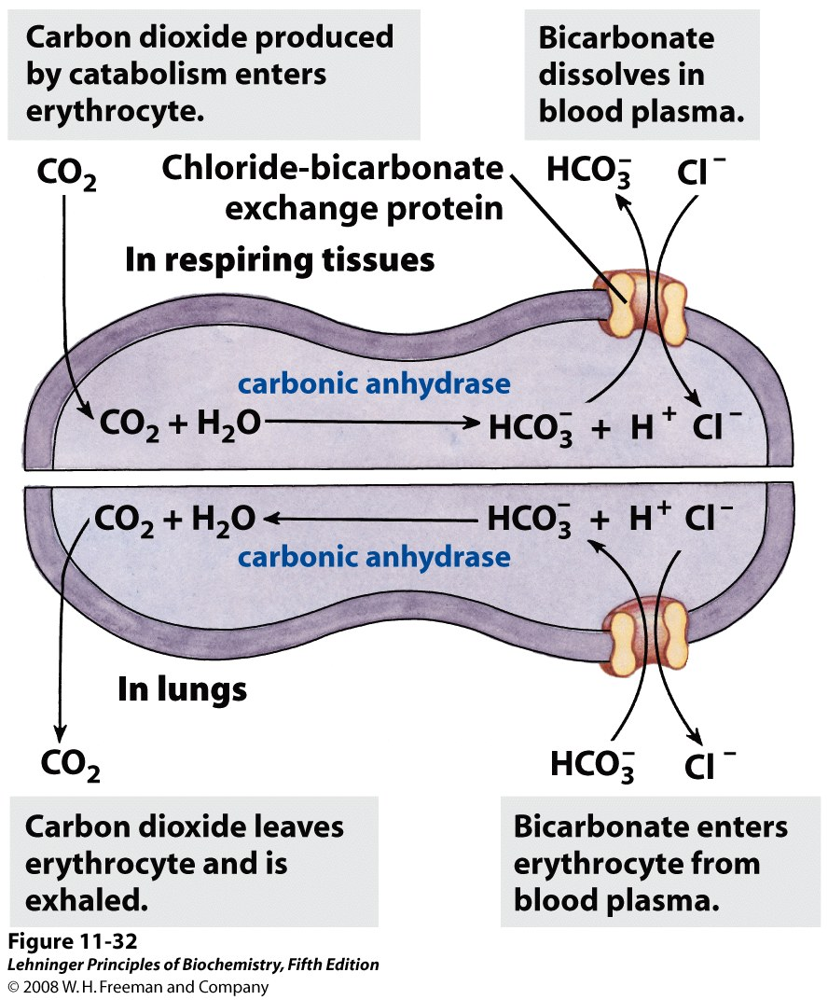 Carbon dioxide produced
by catabolism enters
erythrocyte.
Bicarbonate
dissolves in
blood plasma.
CO₂
Chloride-bicarbonate
exchange protein
HCO₃⁻ Cl⁻
In respiring tissues
carbonic anhydrase
CO₂ + H₂O HCO₃⁻ + H⁺ Cl⁻
CO₂ + H₂O HCO₃⁻ + H⁺ Cl⁻
carbonic anhydrase
In lungs
CO₂
HCO₃⁻ Cl⁻
Carbon dioxide leaves
erythrocyte and is
exhaled.
Bicarbonate enters
erythrocyte from
blood plasma.
Figure 11-32
Lehninger Principles of Biochemistry, Fifth Edition
© 2008 W. H. Freeman and Company